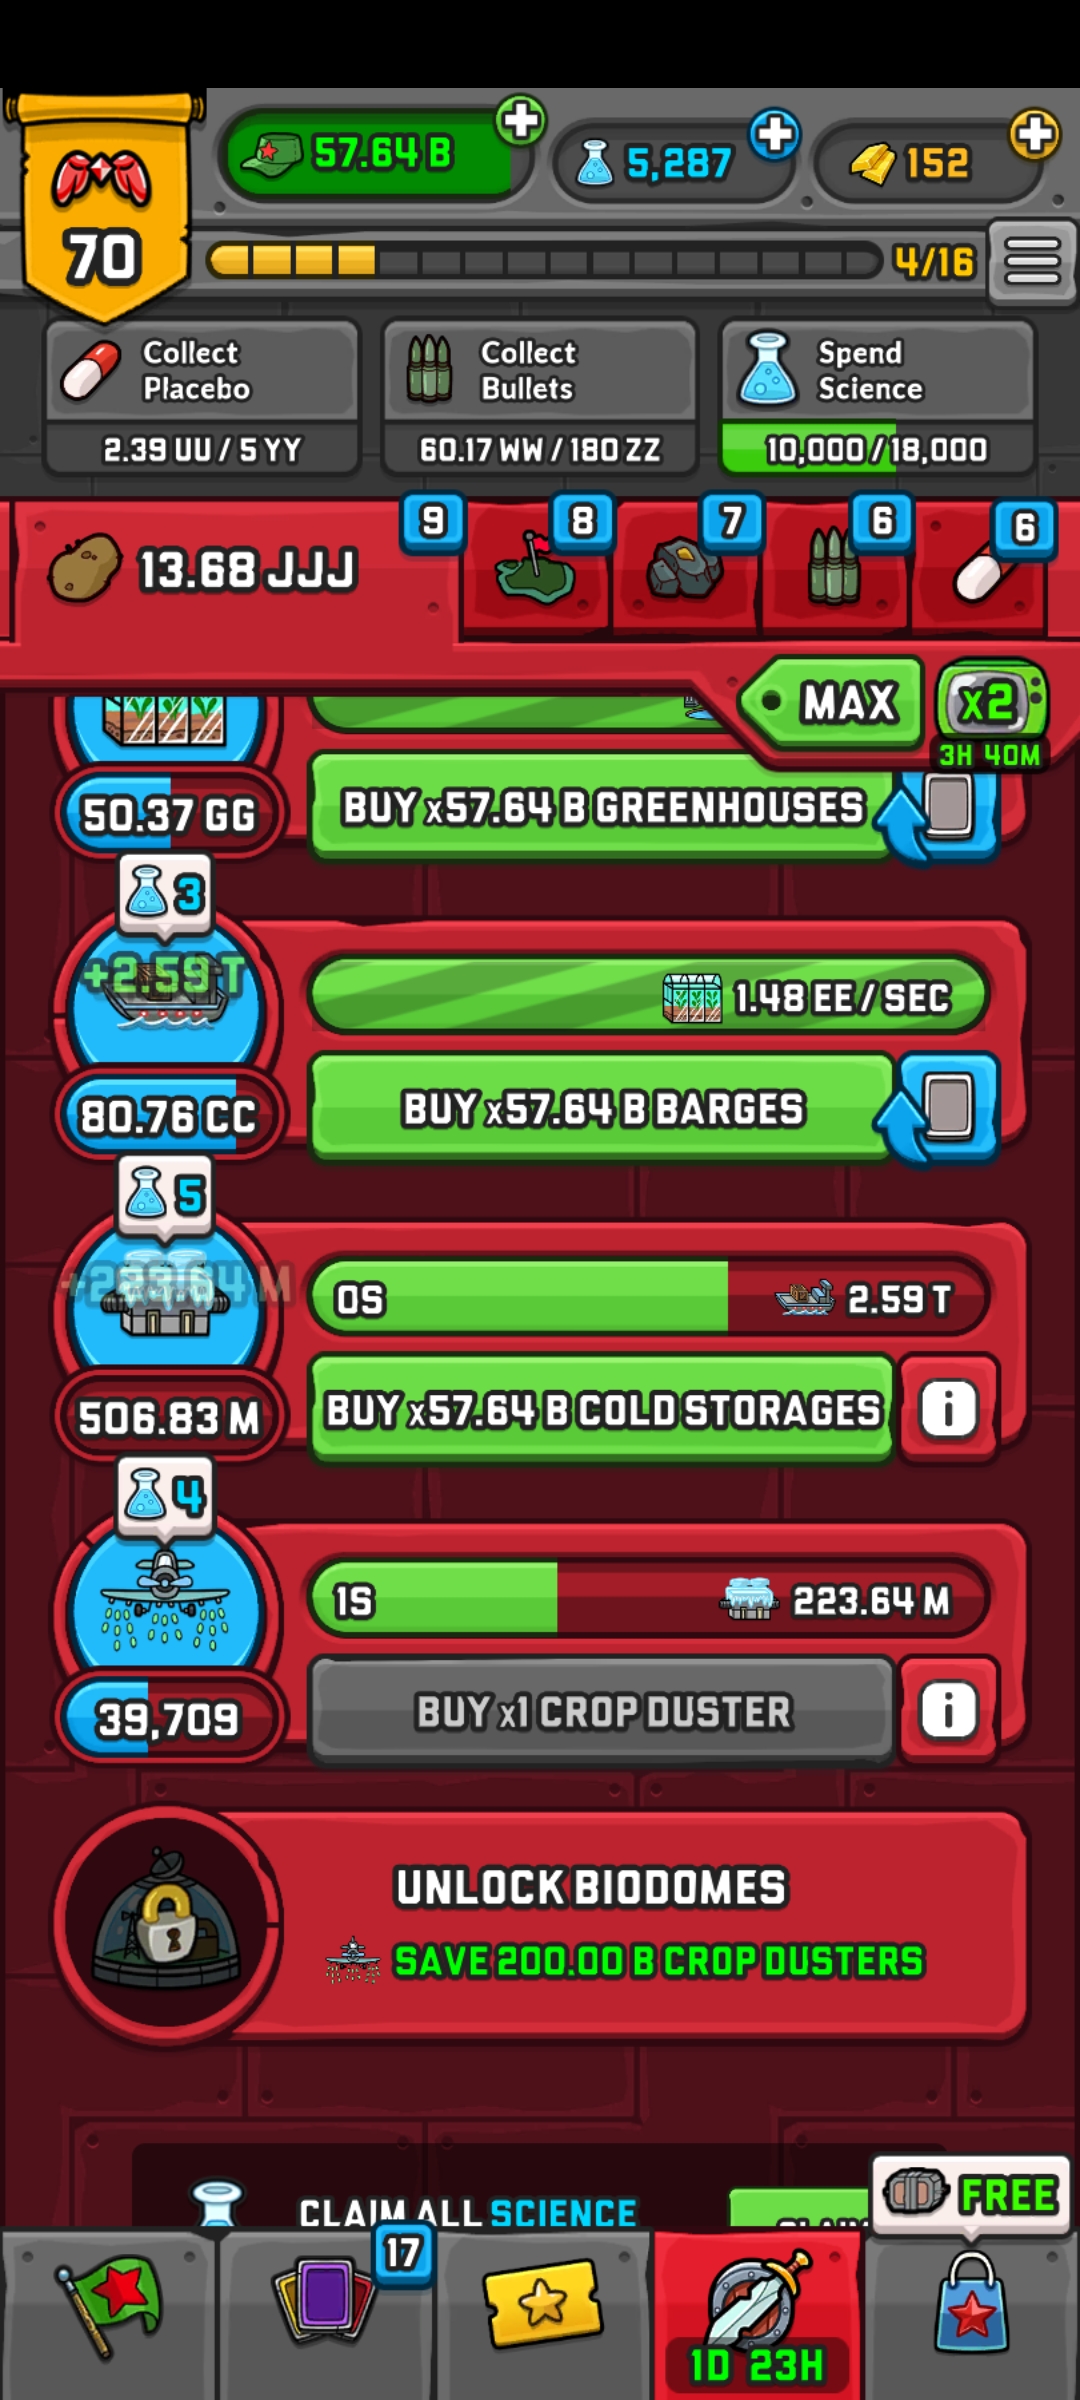 57.64 B
5,287
152
70
4/16
Collect
Placebo
2.39 UU / 5 YY
Collect
Bullets
60.17 WW / 180 ZZ
Spend
Science
10,000 / 18,000
13.68 JJJ
9
8
7
6
6
MAX
x2
3H 40M
50.37 GG
BUY x57.64 B GREENHOUSES
3
+2.59 T
1.48 EE / SEC
80.76 CC
BUY x57.64 B BARGES
5
+223.64 M
0S
2.59 T
506.83 M
BUY x57.64 B COLD STORAGES
i
4
1S
223.64 M
39,709
BUY x1 CROP DUSTER
i
UNLOCK BIODOMES
SAVE 200.00 B CROP DUSTERS
CLAIM ALL SCIENCE
CLAIM
FREE
17
1D 23H